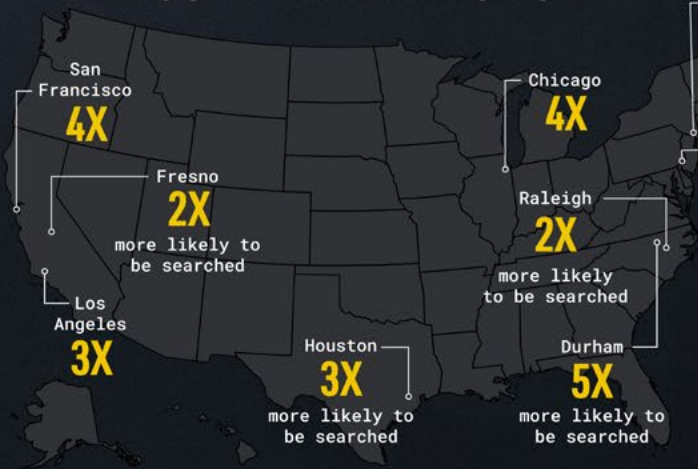 San
Francisco
4X
Chicago
4X
Fresno
2X
more likely to
be searched
Raleigh
2X
more likely
to be searched
Los
Angeles
3X
Houston
3X
more likely to
be searched
Durham
5X
more likely to
be searched